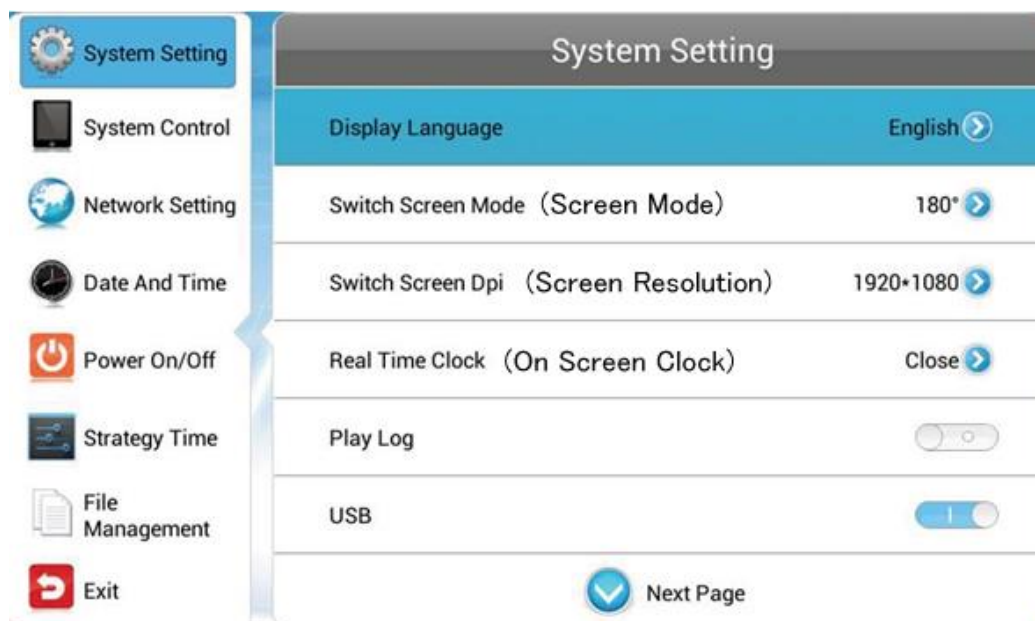 System Setting
System Control
Network Setting
Date And Time
Power On/Off
Strategy Time
File
Management
Exit
System Setting
Display Language English
Switch Screen Mode (Screen Mode) 180°
Switch Screen Dpi (Screen Resolution) 1920*1080
Real Time Clock (On Screen Clock) Close
Play Log
USB
Next Page